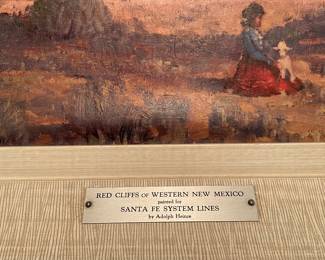 RED CLIFFS OF WESTERN NEW MEXICO
painted for
SANTA FE SYSTEM LINES
by Adolph Heinze